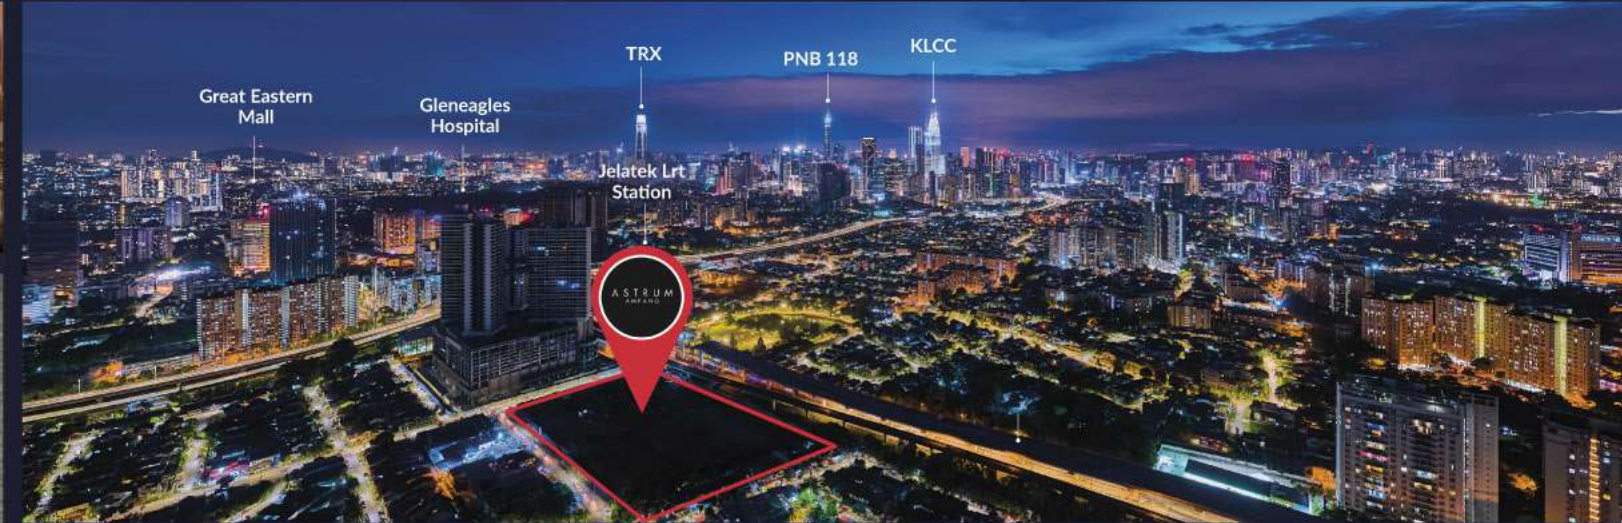 TRX
PNB 118
KLCC
Great Eastern
Mall
Gleneagles
Hospital
Jelatek Lrt
Station
ASTRUM
AMPANG